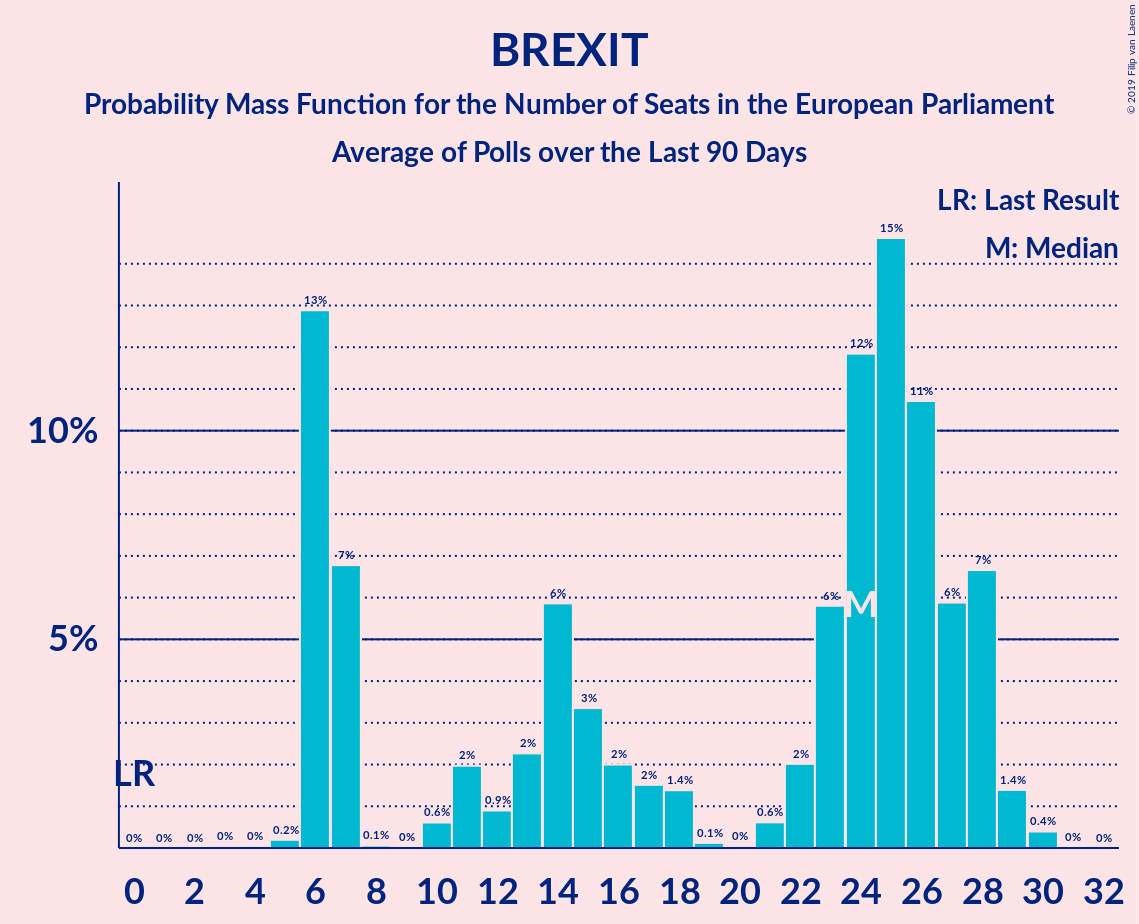 BREXIT
Probability Mass Function for the Number of Seats in the European Parliament
Average of Polls over the Last 90 Days
© 2019 Filip van Laenen
LR: Last Result
M: Median
10%
5%
LR
M
0% 0% 0% 0% 0% 0.2% 13% 7% 0.1% 0% 0.6% 2% 0.9% 2% 6% 3% 2% 2% 1.4% 0.1% 0% 0.6% 2% 6% 12% 15% 11% 6% 7% 1.4% 0.4% 0% 0%
0 2 4 6 8 10 12 14 16 18 20 22 24 26 28 30 32